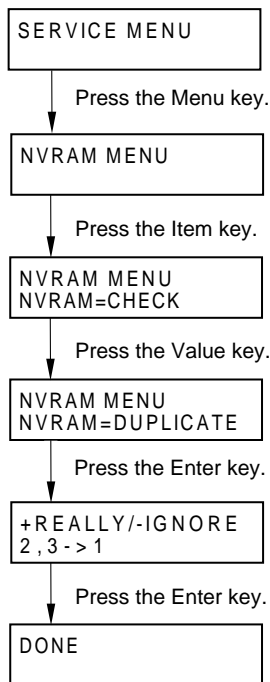 SERVICE MENU
Press the Menu key.
NVRAM MENU
Press the Item key.
NVRAM MENU
NVRAM=CHECK
Press the Value key.
NVRAM MENU
NVRAM=DUPLICATE
Press the Enter key.
+REALLY/-IGNORE
2,3->1
Press the Enter key.
DONE